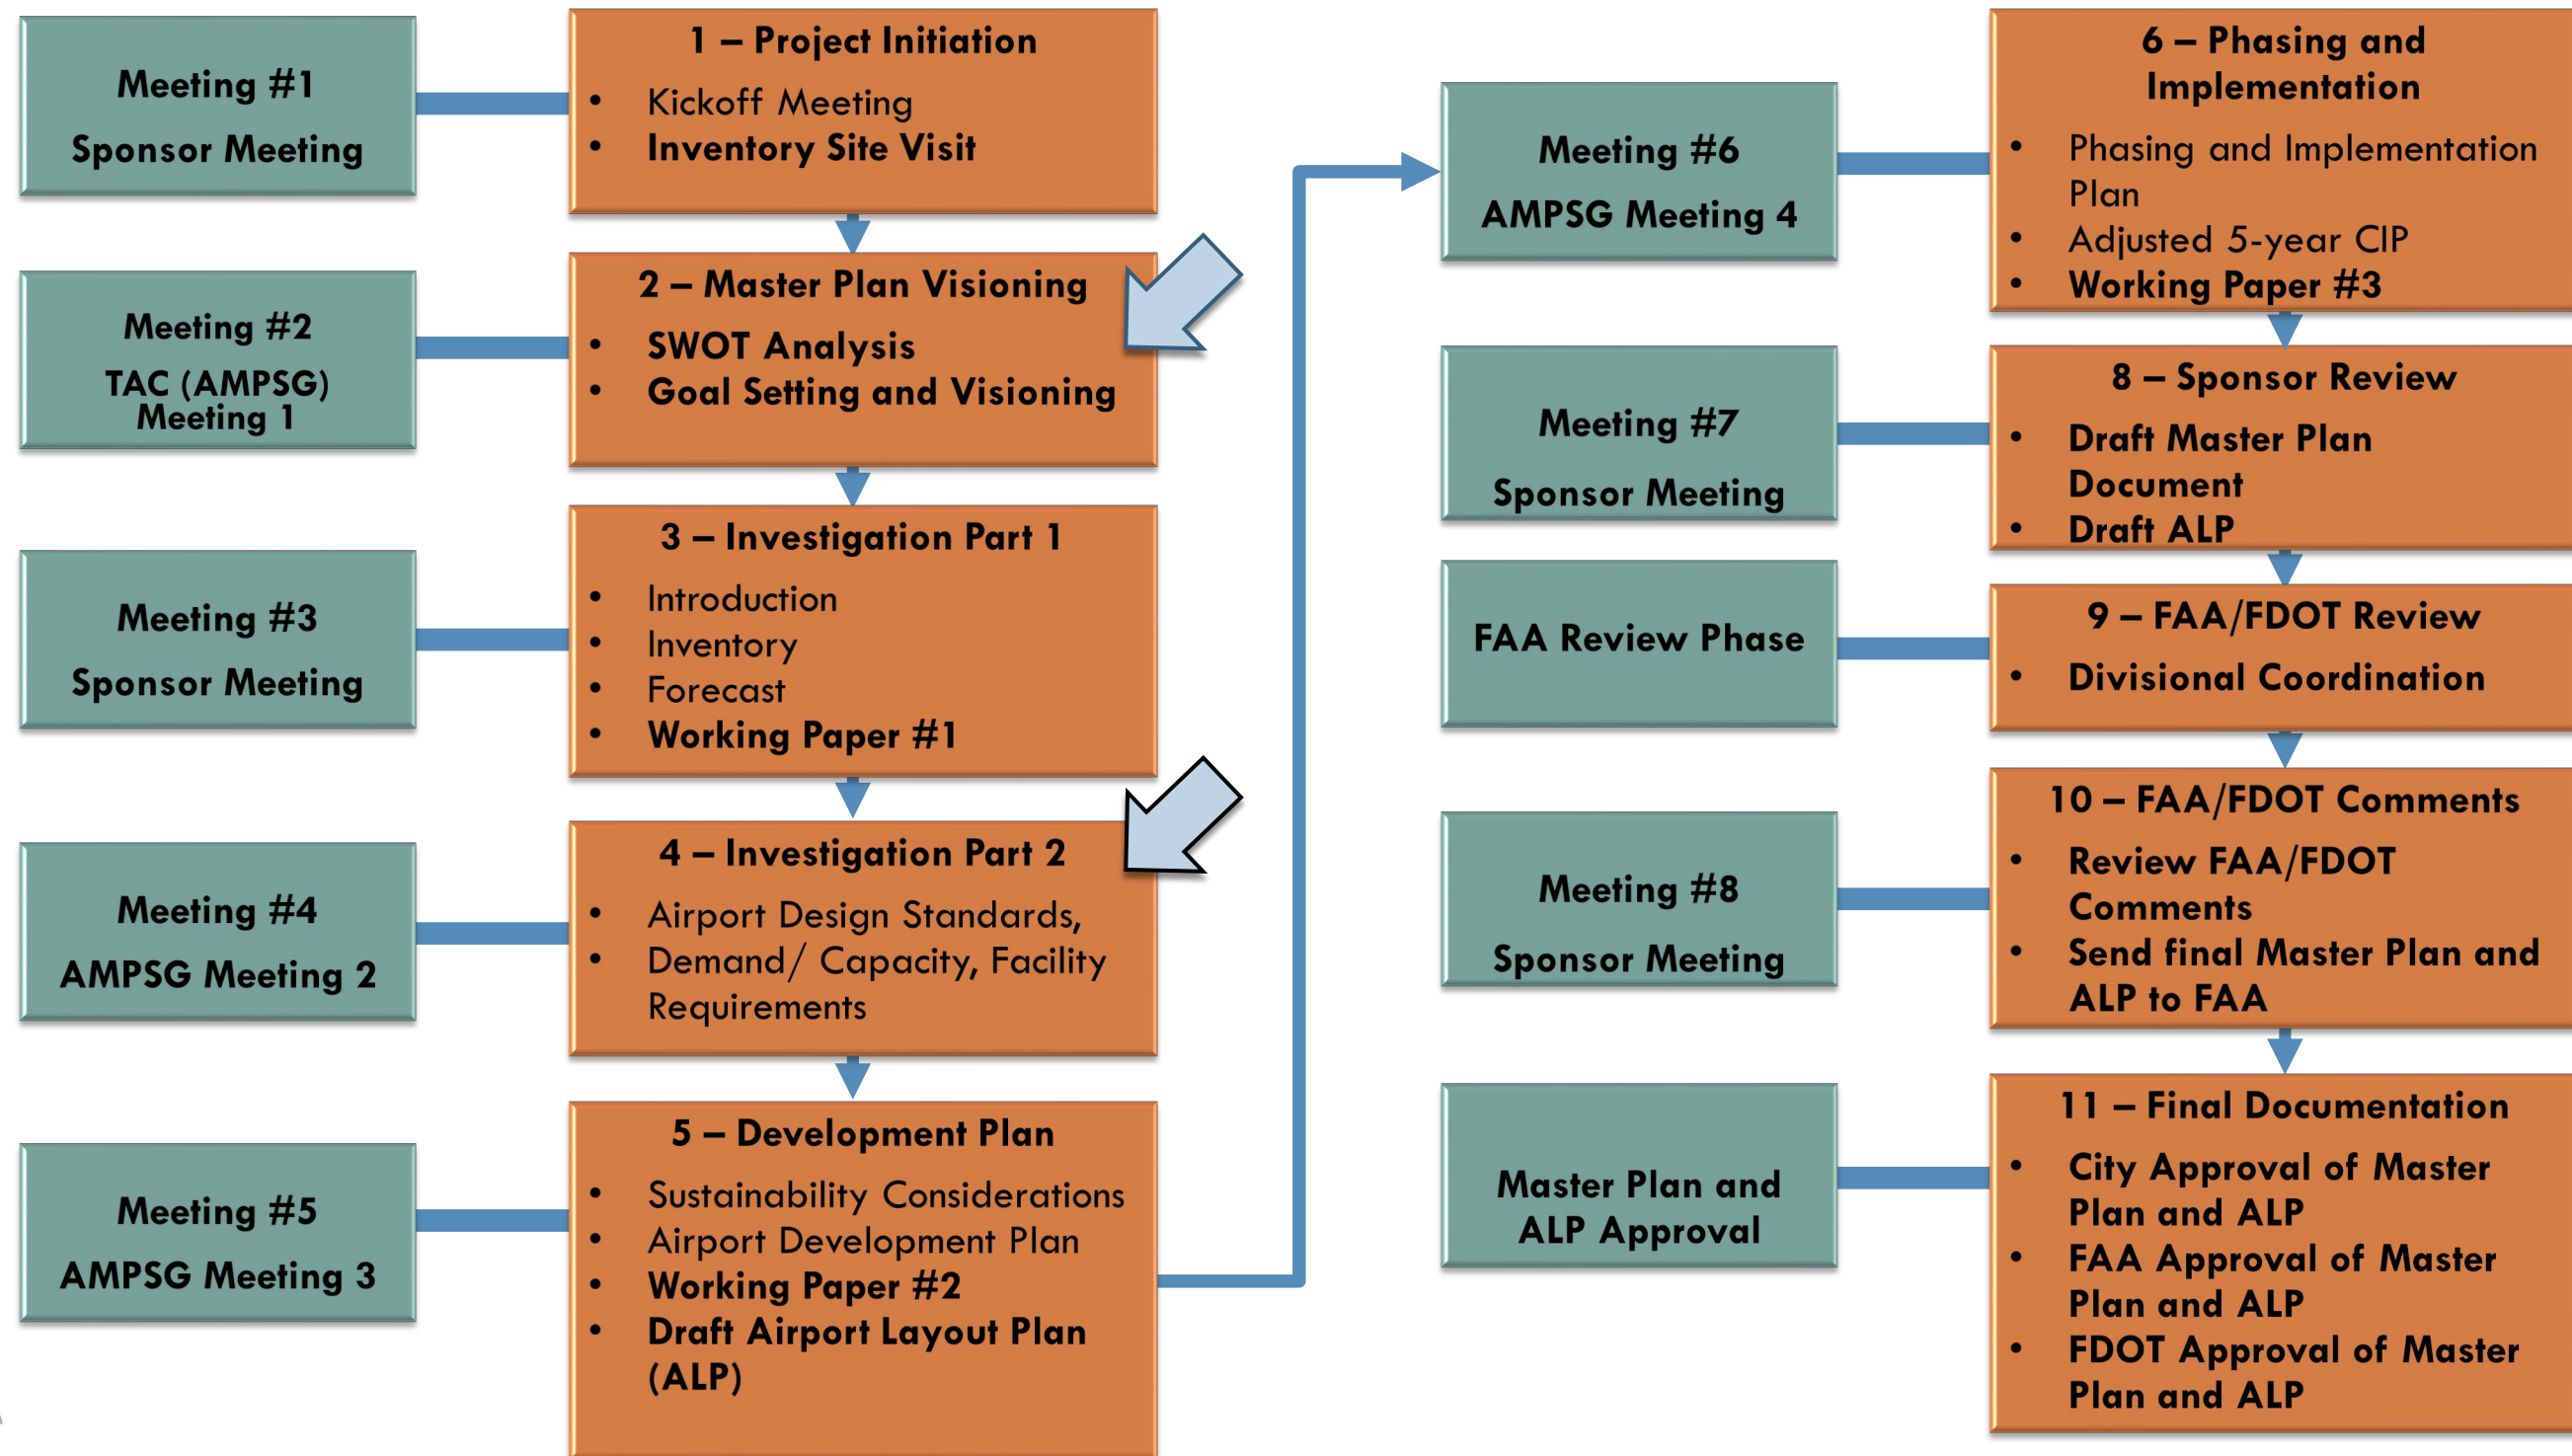 Meeting #1
Sponsor Meeting
1 – Project Initiation
• Kickoff Meeting
• Inventory Site Visit
Meeting #2
TAC (AMPSG)
Meeting 1
2 – Master Plan Visioning
• SWOT Analysis
• Goal Setting and Visioning
Meeting #3
Sponsor Meeting
3 – Investigation Part 1
• Introduction
• Inventory
• Forecast
• Working Paper #1
Meeting #4
AMPSG Meeting 2
4 – Investigation Part 2
• Airport Design Standards,
• Demand/ Capacity, Facility
Requirements
Meeting #5
AMPSG Meeting 3
5 – Development Plan
• Sustainability Considerations
• Airport Development Plan
• Working Paper #2
• Draft Airport Layout Plan
(ALP)
Meeting #6
AMPSG Meeting 4
6 – Phasing and
Implementation
• Phasing and Implementation
Plan
• Adjusted 5-year CIP
• Working Paper #3
Meeting #7
Sponsor Meeting
8 – Sponsor Review
• Draft Master Plan
Document
• Draft ALP
FAA Review Phase
9 – FAA/FDOT Review
• Divisional Coordination
Meeting #8
Sponsor Meeting
10 – FAA/FDOT Comments
• Review FAA/FDOT
Comments
• Send final Master Plan and
ALP to FAA
Master Plan and
ALP Approval
11 – Final Documentation
• City Approval of Master
Plan and ALP
• FAA Approval of Master
Plan and ALP
• FDOT Approval of Master
Plan and ALP